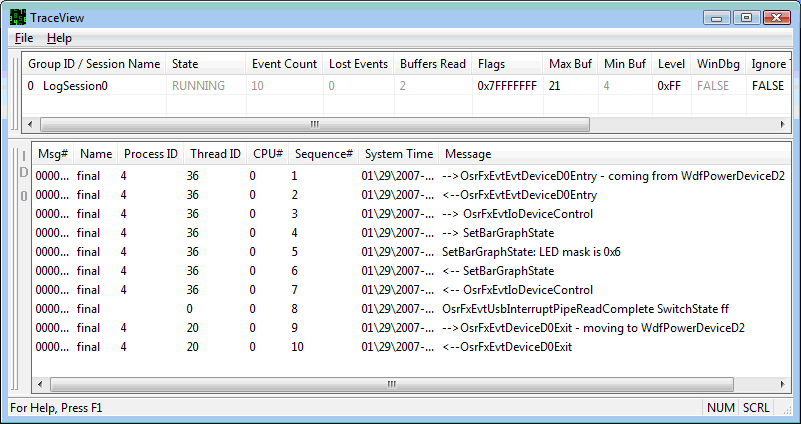 TraceView
File Help
Group ID / Session Name State Event Count Lost Events Buffers Read Flags Max Buf Min Buf Level WinDbg Ignore T
0 LogSession0 RUNNING 10 0 2 0x7FFFFFFF 21 4 0xFF FALSE FALSE
Msg# Name Process ID Thread ID CPU# Sequence# System Time Message
0000... final 4 36 0 1 01\29\2007-... -->OsrFxEvtEvtDeviceD0Entry - coming from WdfPowerDeviceD2
0000... final 4 36 0 2 01\29\2007-... <--OsrFxEvtEvtDeviceD0Entry
0000... final 4 36 0 3 01\29\2007-... --> OsrFxEvtIoDeviceControl
0000... final 4 36 0 4 01\29\2007-... --> SetBarGraphState
0000... final 4 36 0 5 01\29\2007-... SetBarGraphState: LED mask is 0x6
0000... final 4 36 0 6 01\29\2007-... <-- SetBarGraphState
0000... final 4 36 0 7 01\29\2007-... <-- OsrFxEvtIoDeviceControl
0000... final 0 0 8 01\29\2007-... OsrFxEvtUsbInterruptPipeReadComplete SwitchState ff
0000... final 4 20 0 9 01\29\2007-... -->OsrFxEvtDeviceD0Exit - moving to WdfPowerDeviceD2
0000... final 4 20 0 10 01\29\2007-... <--OsrFxEvtDeviceD0Exit
I
D
0
For Help, Press F1 NUM SCRL